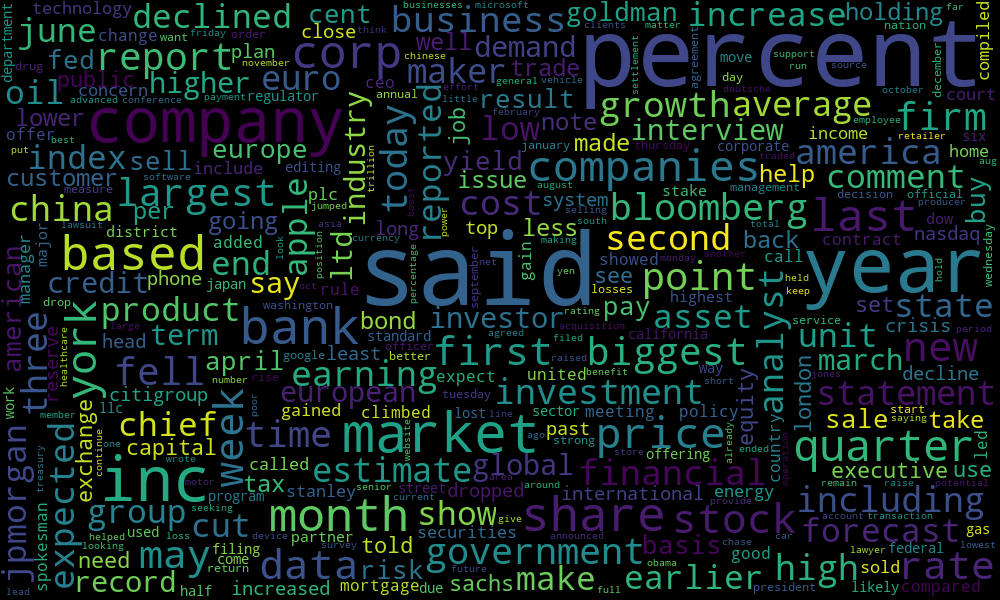 department
technology
businesses
microsoft
declined
cent
goldman
increase
holding
want
friday
order
think
june
change
business
nation
far
compiled
drug
november
close
clients
matter
fed
report
plan
corp
demand
move
support
source
percent
public
higher
euro
chinese
well
trade
day
run
agreement
settlement
december
oil
concern
regulator
ceo
maker
general
vehicle
deutsche
october
court
advanced
conference
payment
annual
effort
little
result
growth
average
employee
firm
lower
company
industry
today
reported
job
february
low
note
interview
income
retailer
six
offer
europe
trillion
january
made
corporate
thursday
traded
america
home
aug
put
best
index
sell
include
editing
yield
companies
help
comment
customer
software
plc
issue
august
stake
management
decision
official
producer
buy
measure
largest
apple
jumped
cost
system
selling
bloomberg
last
dow
china
per
going
asia
boost
power
top
less
south
total
contract
nasdaq
lawsuit
position
long
making
district
added
ltd
currency
gain
second
back
call
wednesday
american
major
manager
based
end
look
said
percentage
net
yen
showed
see
monday
another
held
keep
year
hold
drop
credit
phone
japan
say
oct
rule
september
losses
point
highest
set
state
product
washington
investor
rating
pay
asset
analyst
service
crisis
period
york
head
term
bank
bond
standard
acquisition
california
unit
new
three
reserve
large
officer
agreed
filed
raised
way
march
decline
healthcare
fell
april
google
least
better
first
biggest
jones
london
number
rise
earning
expect
united
benefit
short
statement
work
citigroup
european
tuesday
investment
equity
country
llc
poor
week
gained
climbed
lost
line
sector
meeting
policy
sale
start
saying
take
member
chief
time
website
market
past
price
already
exchange
continue
done
capital
called
ago
strong
store
offering
ended
quarter
led
jpmorgan
expected
wrote
estimate
global
area
financial
operation
executive
use
treasury
inc
motor
tax
stanley
senior
street
dropped
around
international
energy
remain
raise
potential
spokesman
program
seeking
current
month
show
give
share
announced
stock
provide
account
transaction
including
group
cut
partner
securities
forecast
gas
helped
looking
used
loss
device
survey
told
basis
chase
car
lawyer
federal
lowest
need
come
filing
return
may
data
risk
government
good
obama
high
sold
rate
record
half
increased
mortgage
due
future
sachs
make
full
earlier
president
likely
compared
lead